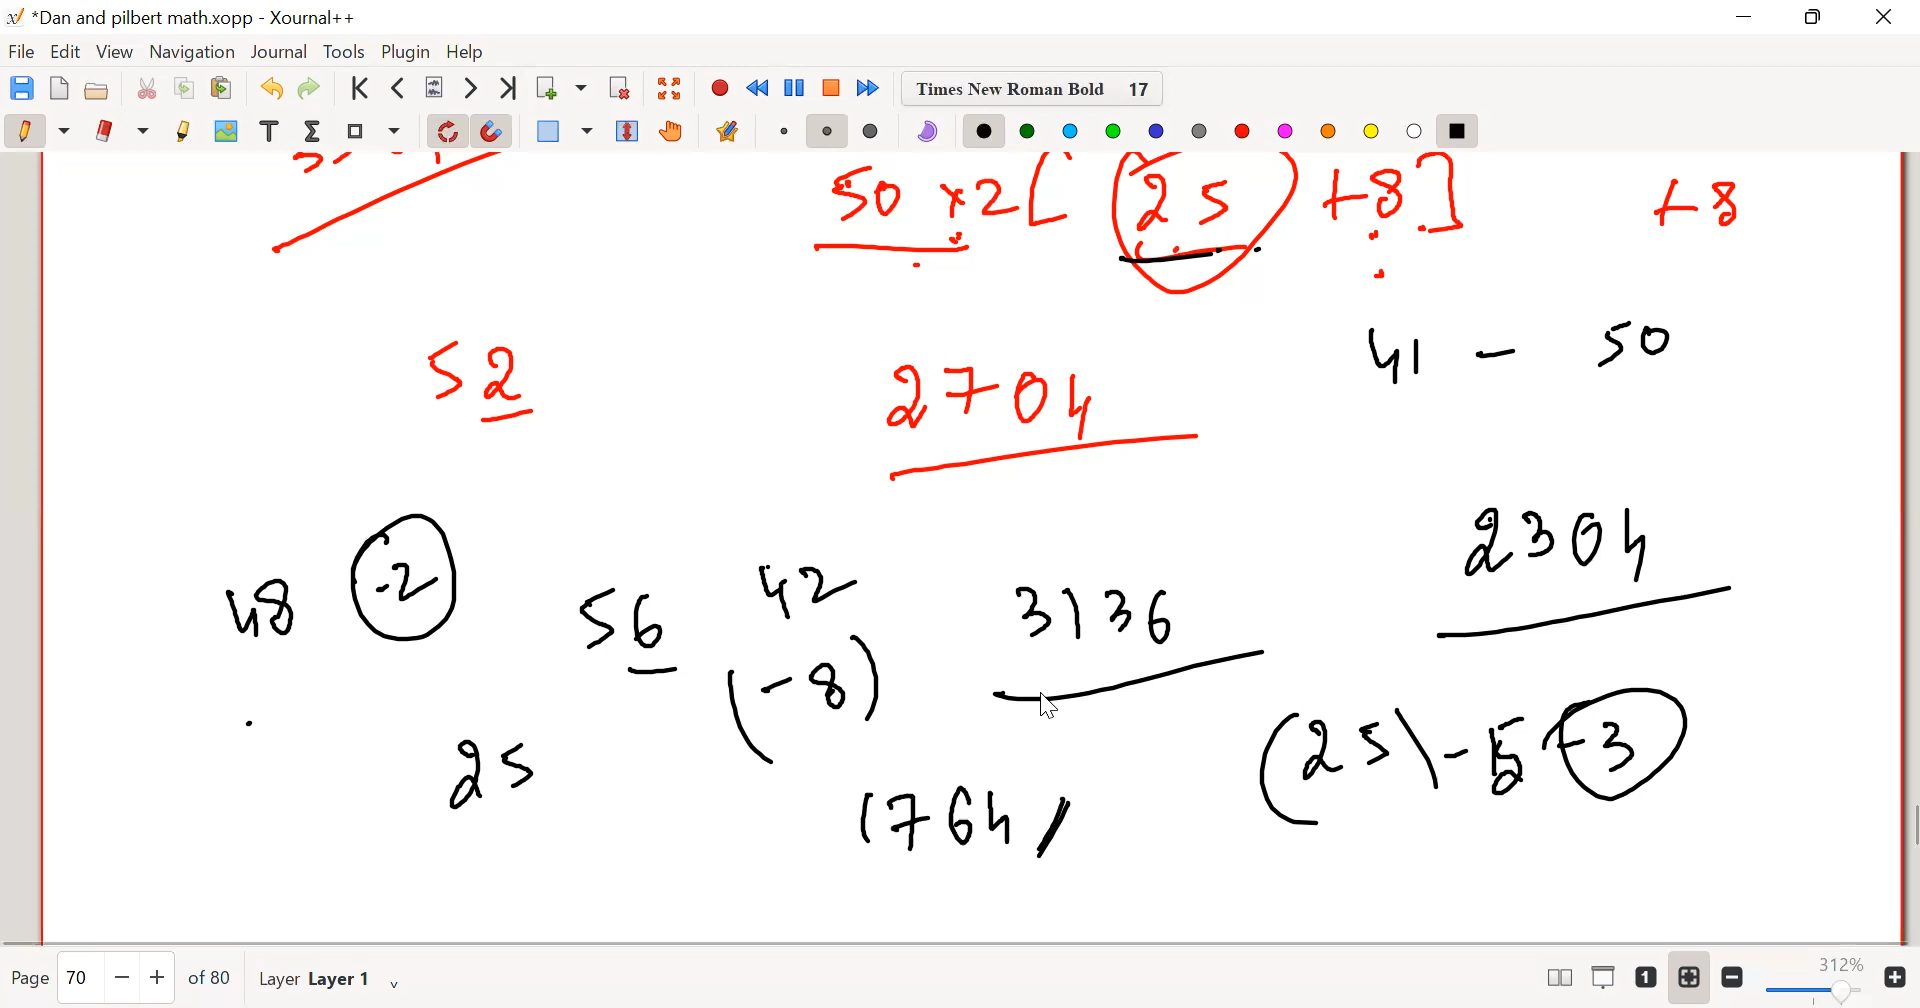 *Dan and pilbert math.xopp - Xournal++
File Edit View Navigation Journal Tools Plugin Help
Times New Roman Bold 17
50 x2[ 25 +8] +8
41 - 50
52 2704
2304
48 -2 56 42 3136
(-8)
(25) - 5 -3
25
1764
Page 70 of 80 Layer Layer 1 312%
1